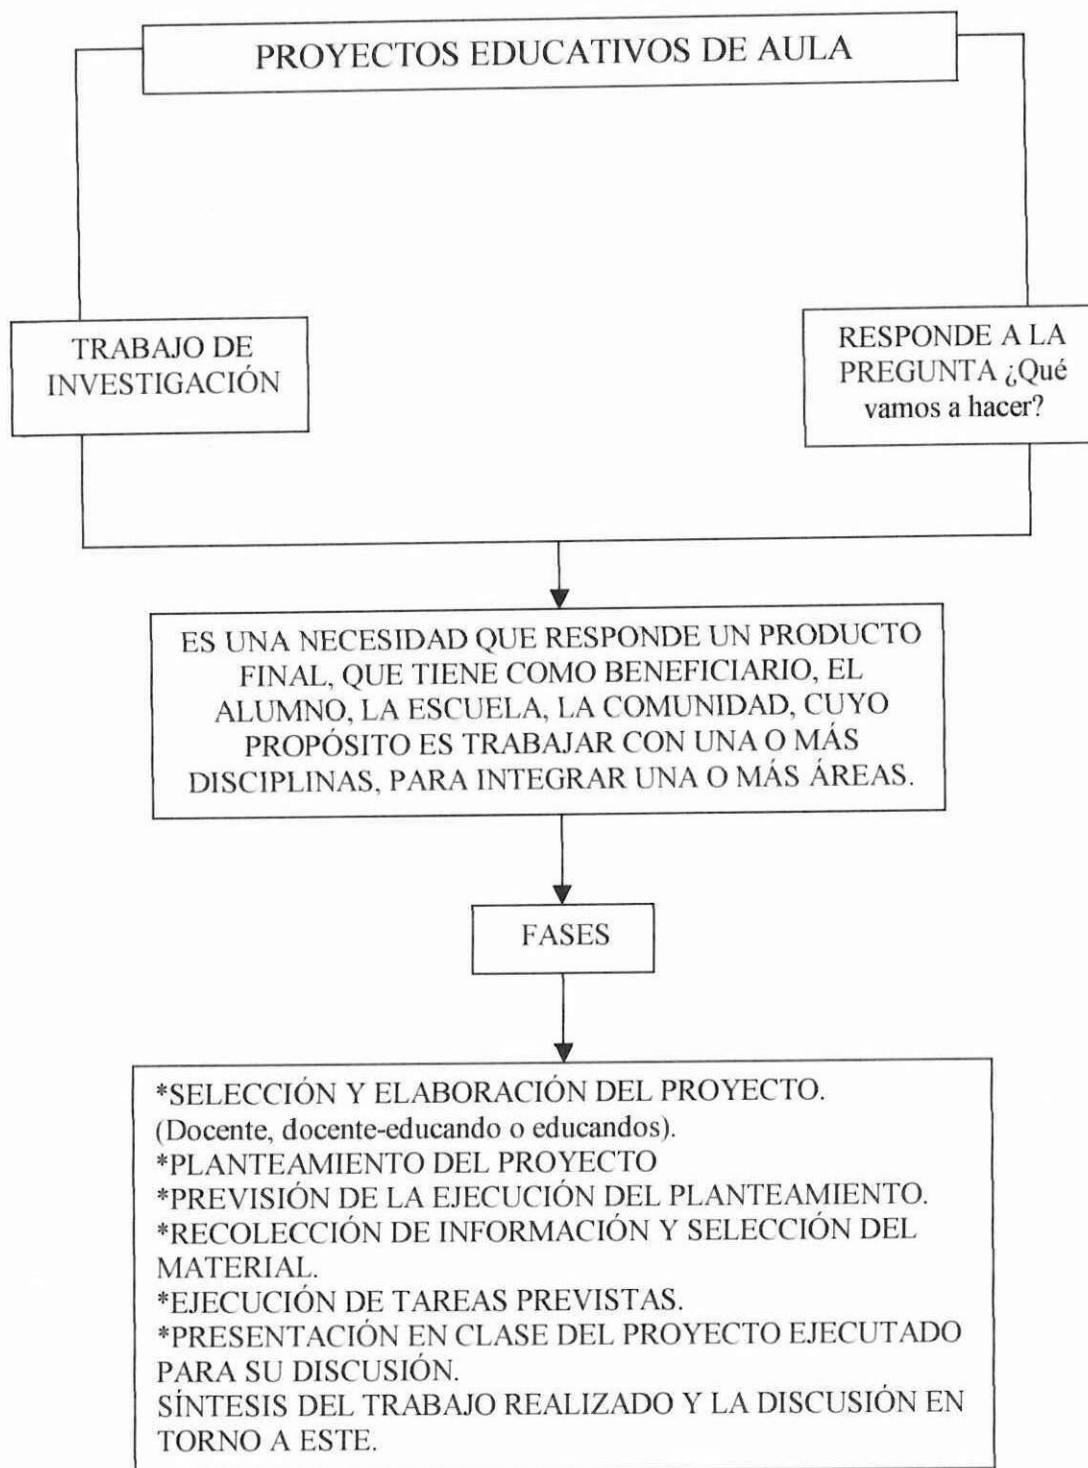 PROYECTOS EDUCATIVOS DE AULA
TRABAJO DE
INVESTIGACIÓN
RESPONDE A LA
PREGUNTA ¿Qué
vamos a hacer?
ES UNA NECESIDAD QUE RESPONDE UN PRODUCTO
FINAL, QUE TIENE COMO BENEFICIARIO, EL
ALUMNO, LA ESCUELA, LA COMUNIDAD, CUYO
PROPÓSITO ES TRABAJAR CON UNA O MÁS
DISCIPLINAS, PARA INTEGRAR UNA O MÁS ÁREAS.
FASES
*SELECCIÓN Y ELABORACIÓN DEL PROYECTO.
(Docente, docente-educando o educandos).
*PLANTEAMIENTO DEL PROYECTO
*PREVISIÓN DE LA EJECUCIÓN DEL PLANTEAMIENTO.
*RECOLECCIÓN DE INFORMACIÓN Y SELECCIÓN DEL
MATERIAL.
*EJECUCIÓN DE TAREAS PREVISTAS.
*PRESENTACIÓN EN CLASE DEL PROYECTO EJECUTADO
PARA SU DISCUSIÓN.
SÍNTESIS DEL TRABAJO REALIZADO Y LA DISCUSIÓN EN
TORNO A ESTE.